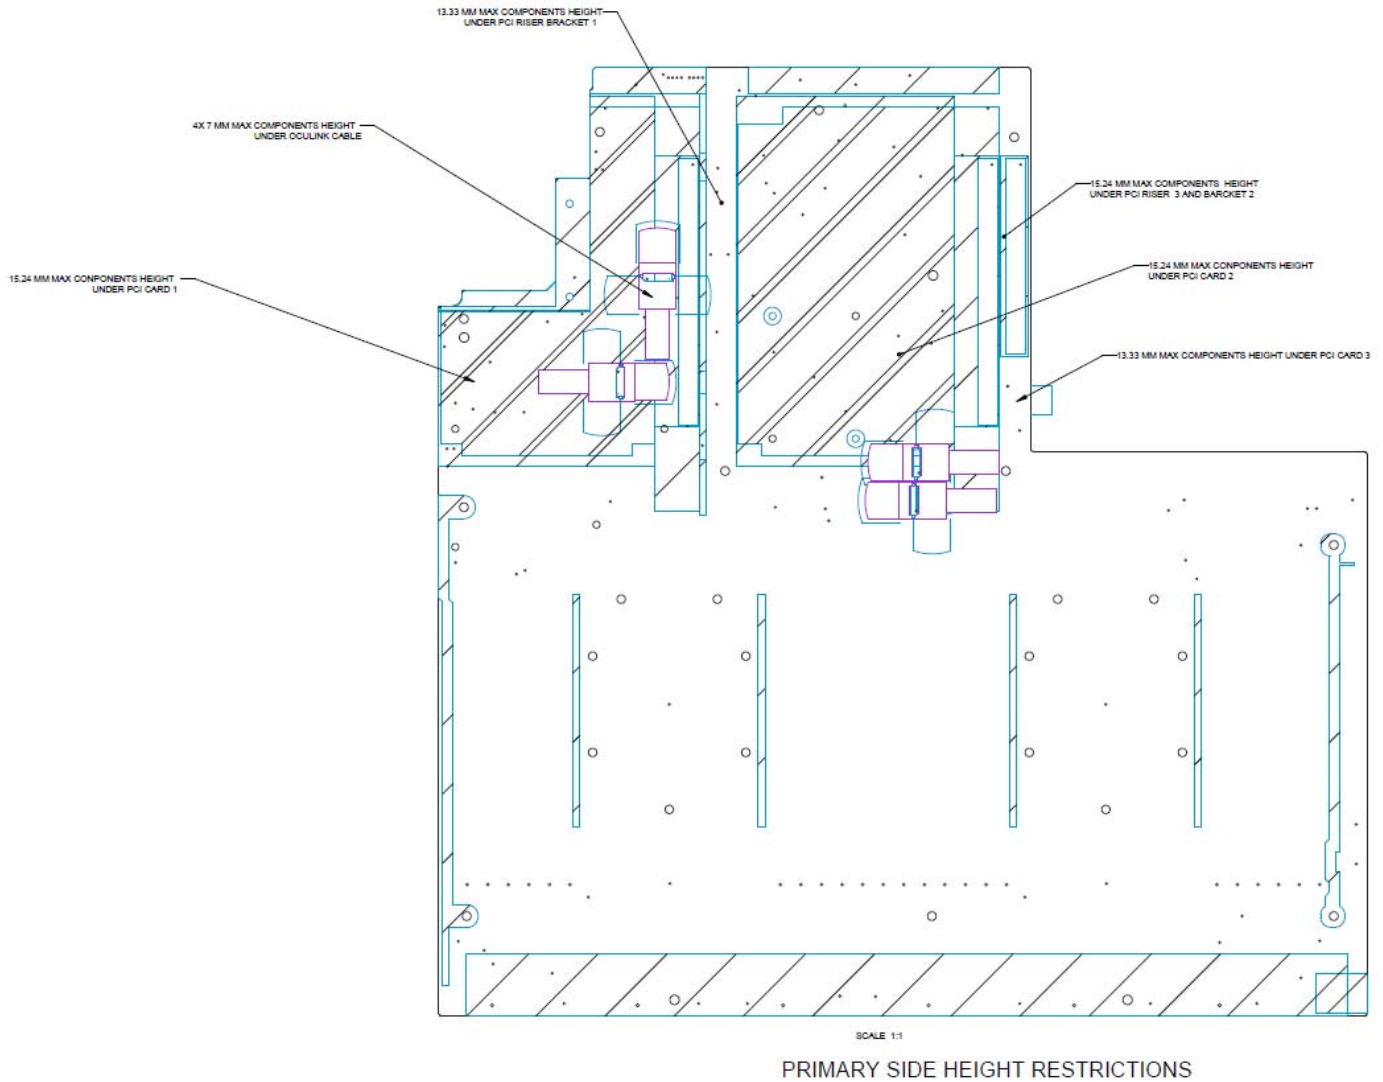 13.33 MM MAX COMPONENTS HEIGHT
UNDER PCI RISER BRACKET 1
4X 7 MM MAX COMPONENTS HEIGHT
UNDER OCULINK CABLE
15.24 MM MAX COMPONENTS HEIGHT
UNDER PCI RISER 3 AND BARCKET 2
15.24 MM MAX CONPONENTS HEIGHT
UNDER PCI CARD 2
15.24 MM MAX CONPONENTS HEIGHT
UNDER PCI CARD 1
13.33 MM MAX COMPONENTS HEIGHT UNDER PCI CARD 3
SCALE 1:1
PRIMARY SIDE HEIGHT RESTRICTIONS